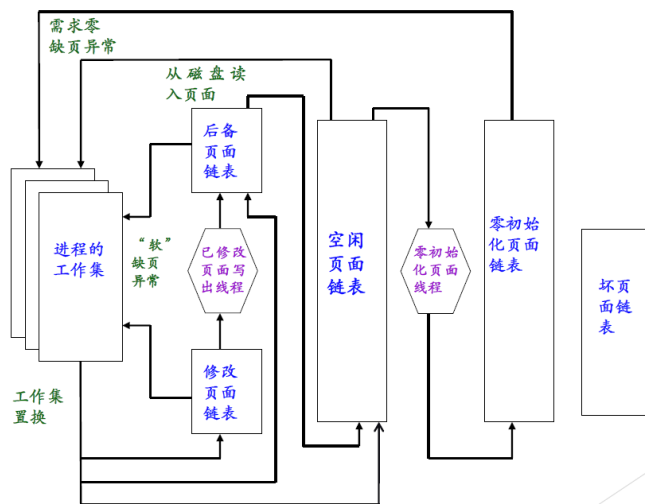 需求零
缺页异常
从磁盘读
入页面
后备
页面
链表
进程的
工作集
“软”
缺页
异常
已修改
页面写
出线程
空闲
页面
链表
零初始
化页面
线程
零初始
化页面
链表
坏页
面链
表
修改
页面
链表
工作集
置换